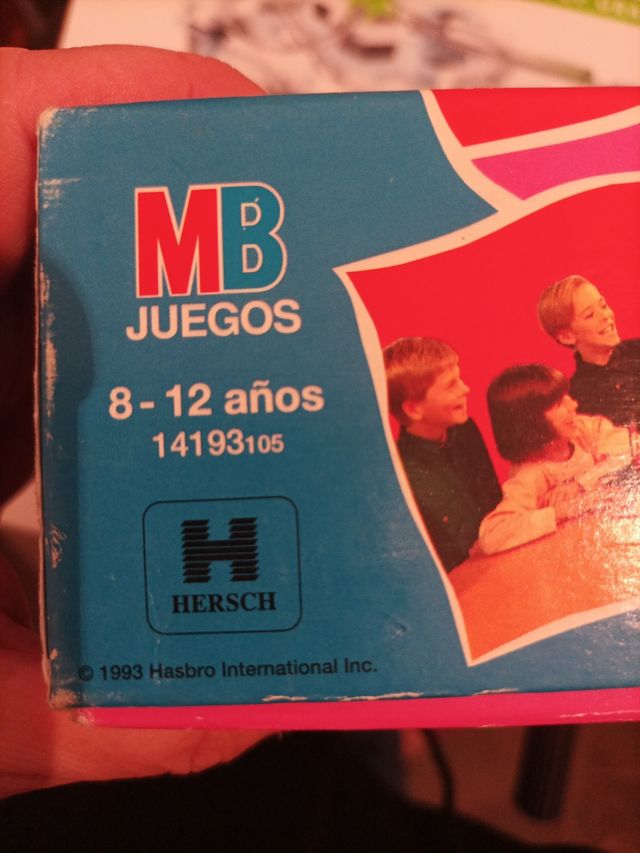 MB
JUEGOS
8 - 12 años
14193105
H
HERSCH
© 1993 Hasbro International Inc.